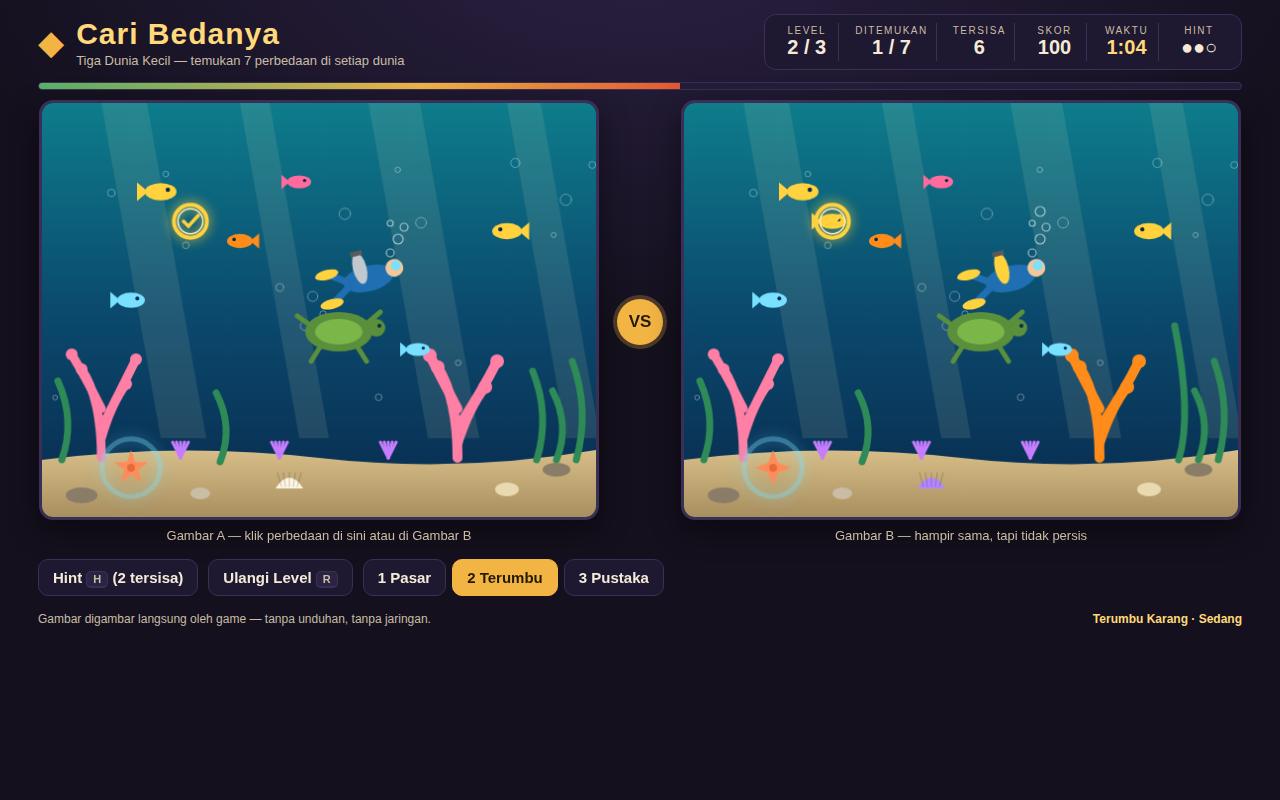 Cari Bedanya
Tiga Dunia Kecil — temukan 7 perbedaan di setiap dunia
LEVEL
2 / 3
DITEMUKAN
1 / 7
TERSISA
6
SKOR
100
WAKTU
1:04
HINT
VS
Gambar A — klik perbedaan di sini atau di Gambar B
Gambar B — hampir sama, tapi tidak persis
Hint H (2 tersisa)
Ulangi Level R
1 Pasar
2 Terumbu
3 Pustaka
Gambar digambar langsung oleh game — tanpa unduhan, tanpa jaringan.
Terumbu Karang · Sedang